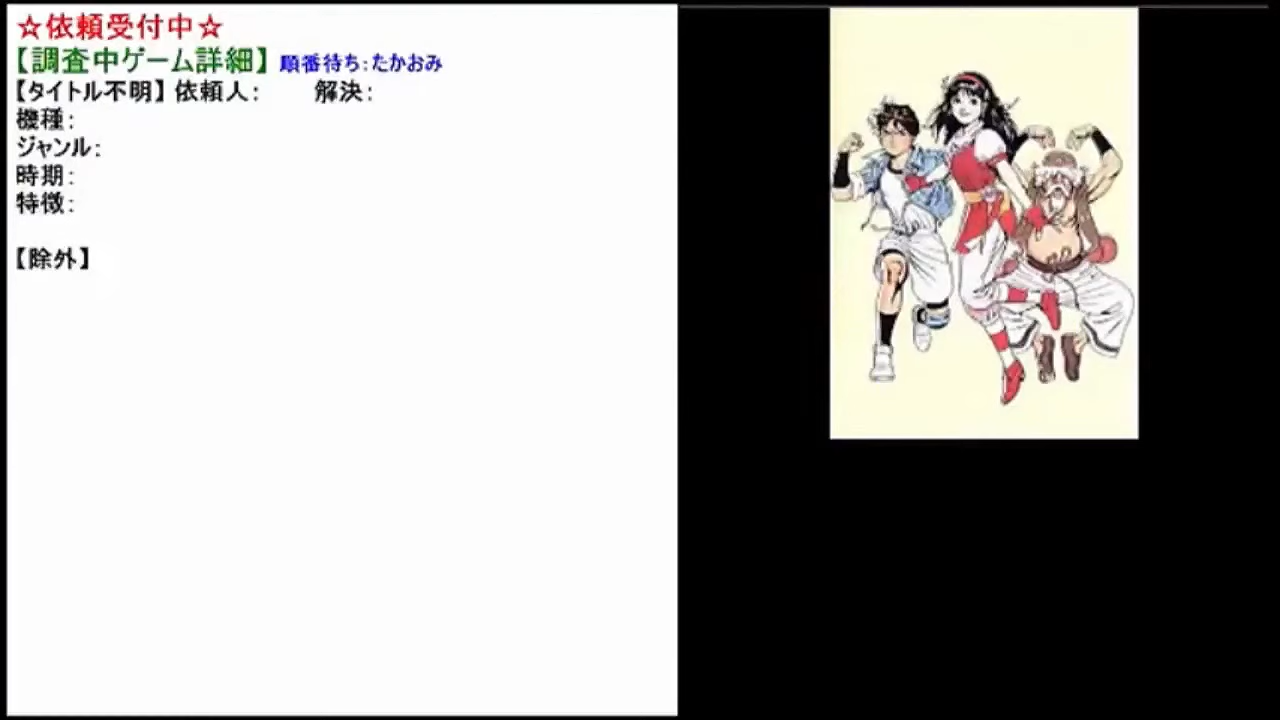 ☆依頼受付中☆
【調査中ゲーム詳細】 順番待ち:たかおみ
【タイトル不明】 依頼人: 解決:
機種:
ジャンル:
時期:
特徴:
【除外】